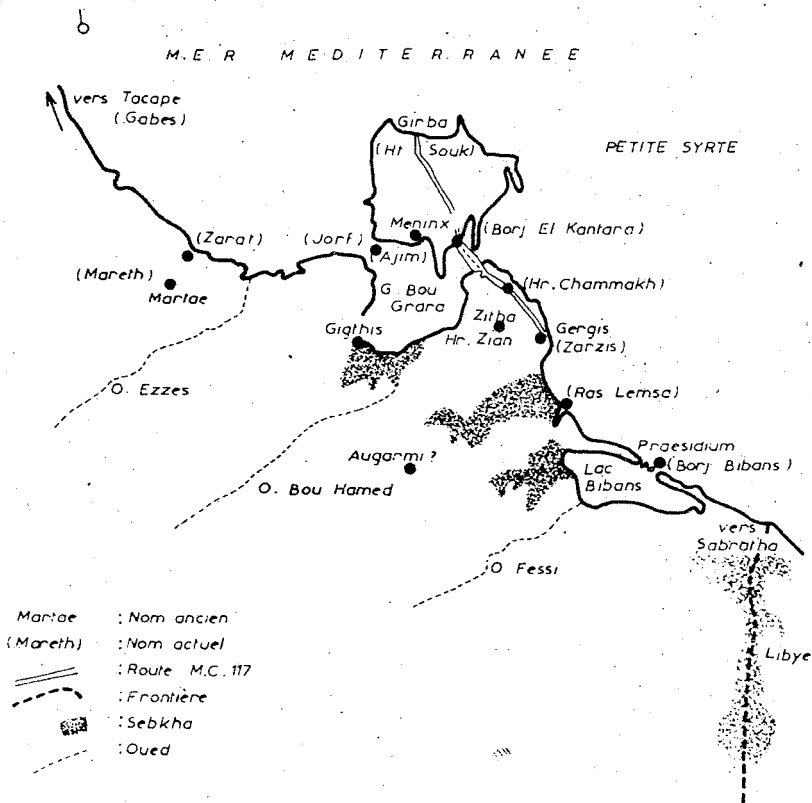 MER MEDITERRANEE
vers Tacape
(Gabes)
Girba
(Ht Souk)
PETITE SYRTE
Meninx
(Borj El Kantara)
(Zarat)
(Jorf)
(Ajim)
(Mareth)
Martae
G. Bou
Grara
(Hr. Chammakh)
Zitha
Hr. Zian
Gergis
(Zarzis)
Gigthis
O. Ezzes
(Ras Lemsa)
Augarmi ?
Praesidium
(Borj Bibans)
Lac
Bibans
O. Bou Hamed
vers
Sabratha
O Fessi
Libye
Martae : Nom ancien
(Mareth) : Nom actuel
: Route M.C. 117
: Frontière
: Sebkha
: Oued